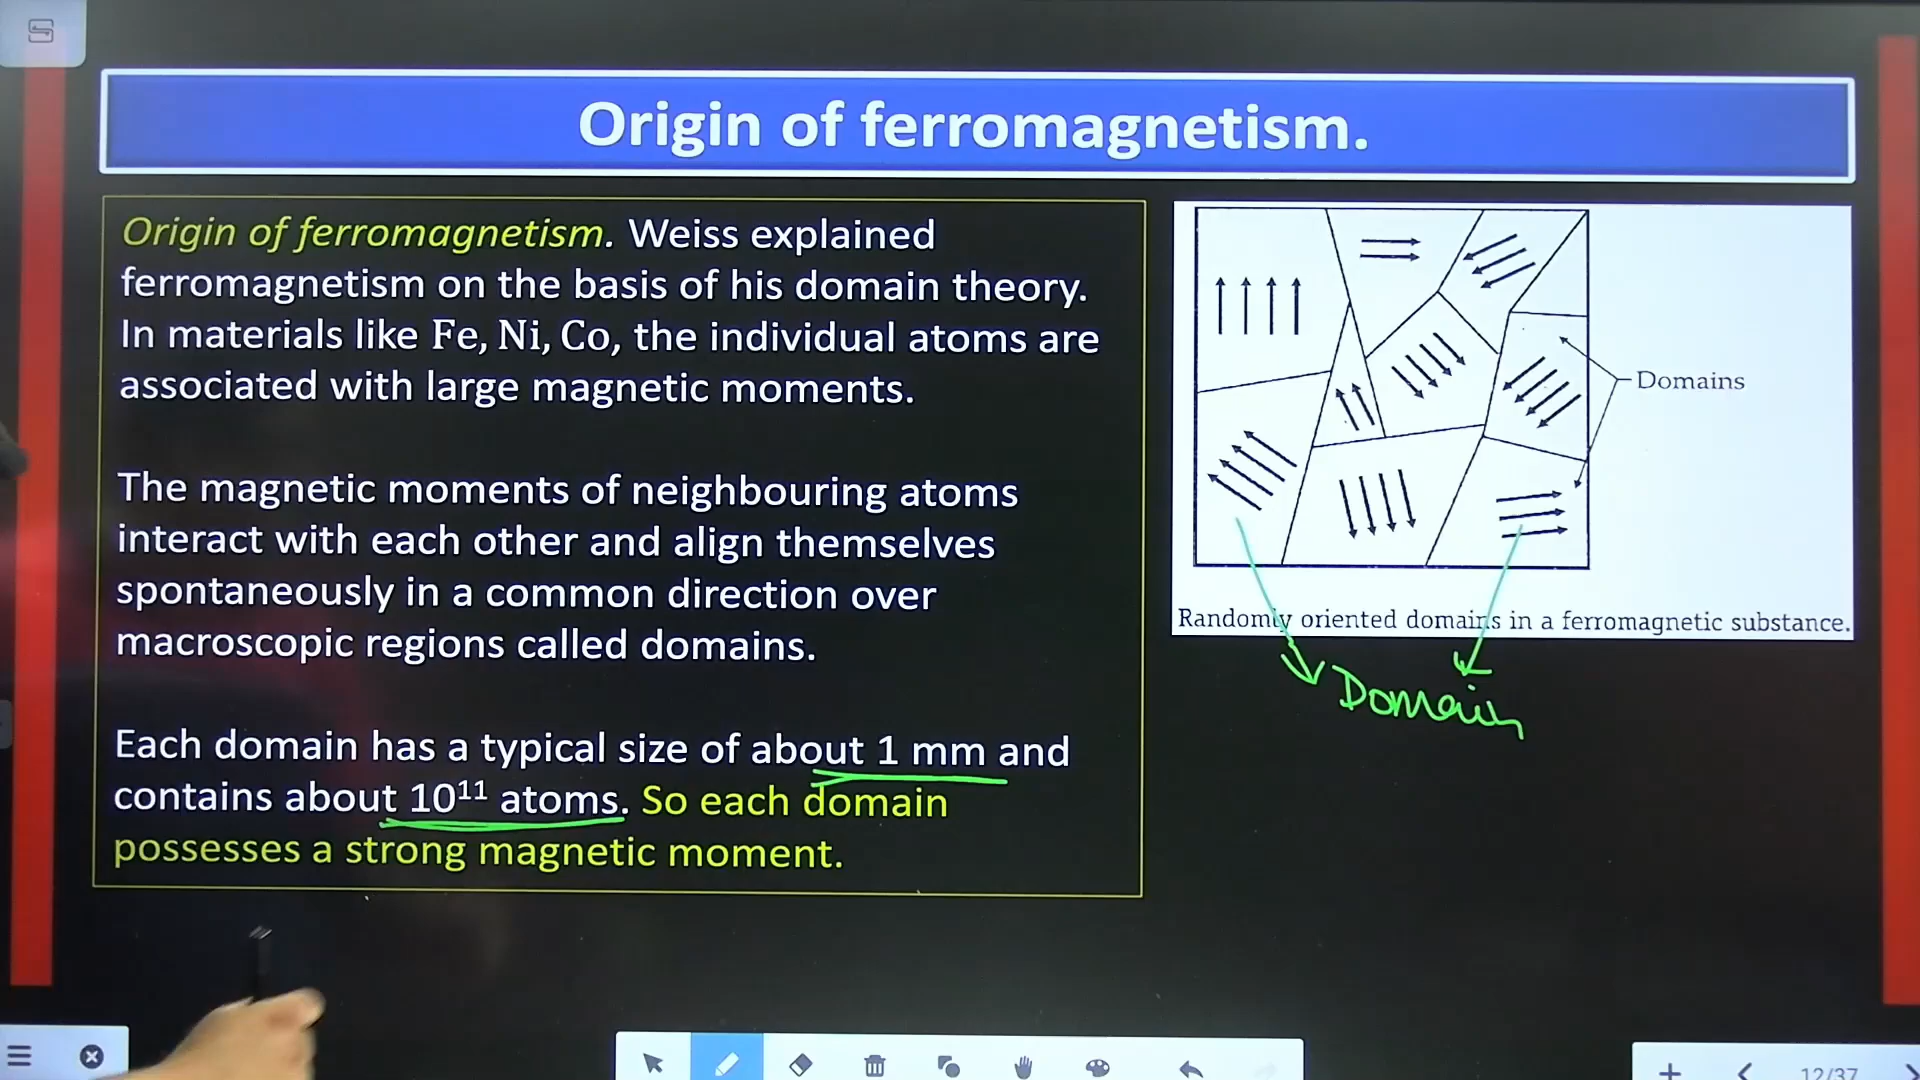 Origin of ferromagnetism.
Origin of ferromagnetism. Weiss explained
ferromagnetism on the basis of his domain theory.
In materials like Fe, Ni, Co, the individual atoms are
associated with large magnetic moments.
The magnetic moments of neighbouring atoms
interact with each other and align themselves
spontaneously in a common direction over
macroscopic regions called domains.
Each domain has a typical size of about 1 mm and
contains about 10¹¹ atoms. So each domain
possesses a strong magnetic moment.
Domains
Randomly oriented domains in a ferromagnetic substance.
Domain
12/37